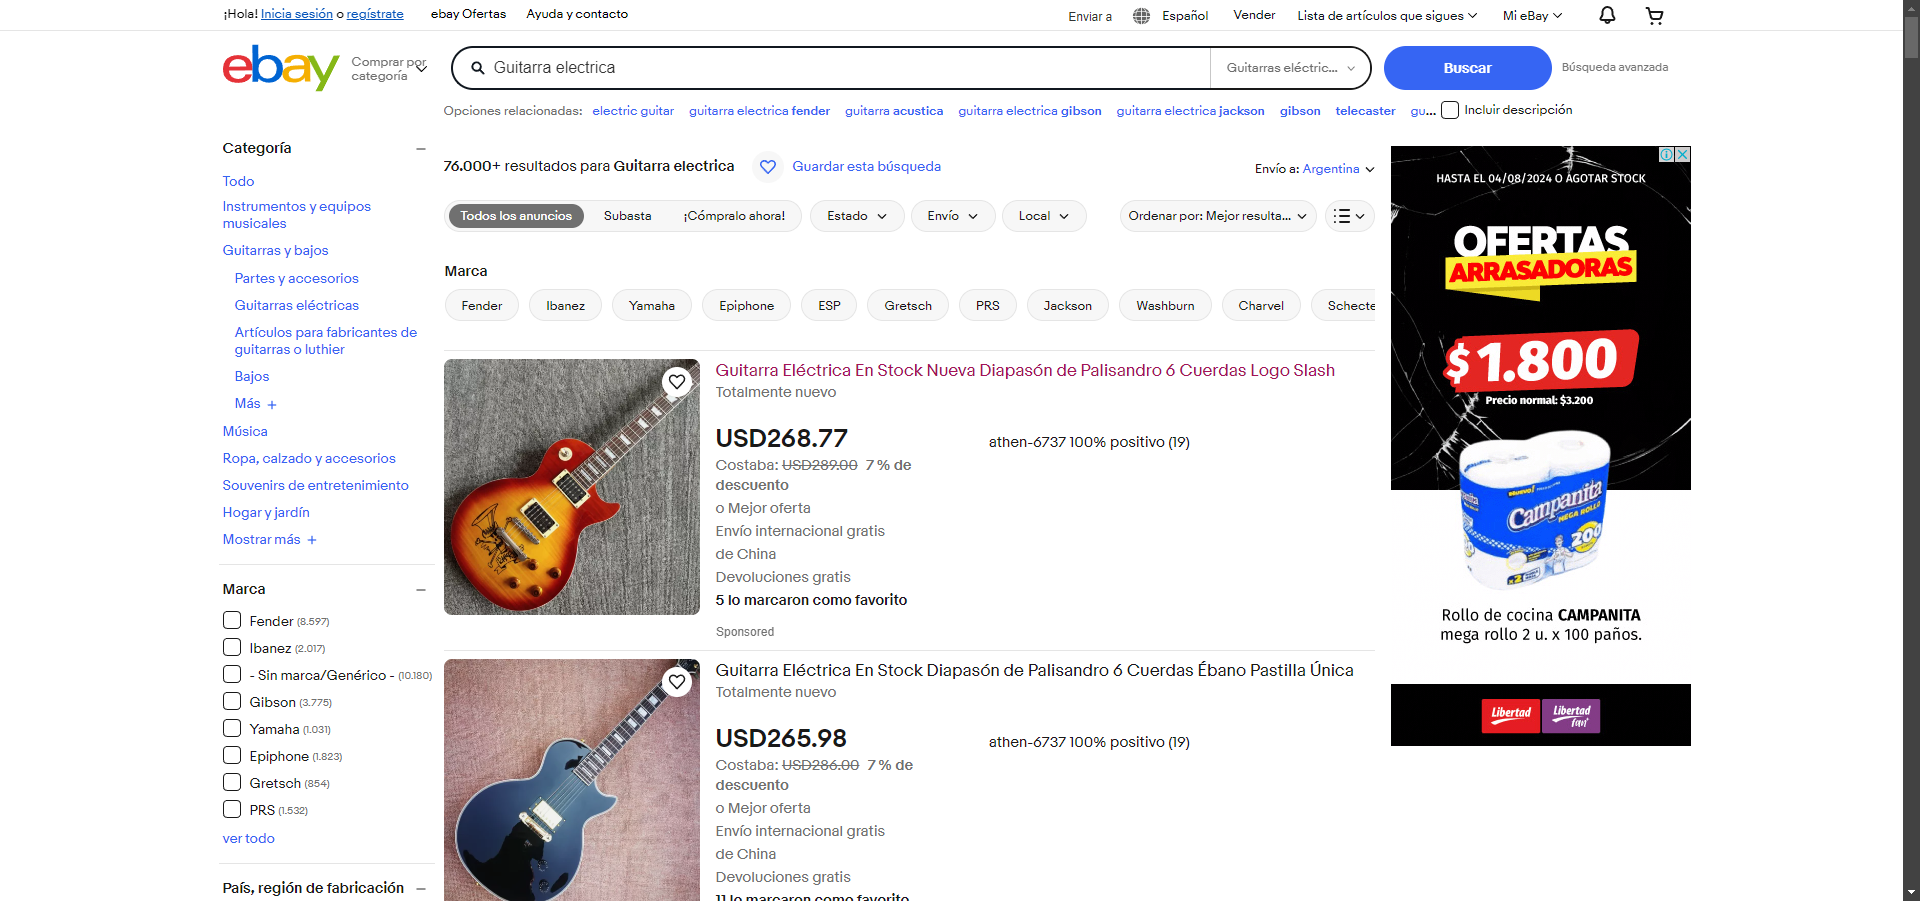 ¡Hola! Inicia sesión o regístrate
ebay Ofertas
Ayuda y contacto
Enviar a
Español
Vender
Lista de artículos que sigues
Mi eBay
ebay
Comprar por
categoría
Guitarra electrica
Guitarras eléctric...
Buscar
Búsqueda avanzada
Opciones relacionadas:
electric guitar
guitarra electrica fender
guitarra acustica
guitarra electrica gibson
guitarra electrica jackson
gibson
telecaster
gu...
Incluir descripción
Categoría
Todo
Instrumentos y equipos
musicales
Guitarras y bajos
Partes y accesorios
Guitarras eléctricas
Artículos para fabricantes de
guitarras o luthier
Bajos
Más +
Música
Ropa, calzado y accesorios
Souvenirs de entretenimiento
Hogar y jardín
Mostrar más +
Marca
Fender (8.597)
Ibanez (2.017)
- Sin marca/Genérico - (10.180)
Gibson (3.775)
Yamaha (1.031)
Epiphone (1.823)
Gretsch (854)
PRS (1.532)
ver todo
País, región de fabricación
76.000+ resultados para Guitarra electrica
Guardar esta búsqueda
Envío a: Argentina
Todos los anuncios
Subasta
¡Cómpralo ahora!
Estado
Envío
Local
Ordenar por: Mejor resulta...
Marca
Fender
Ibanez
Yamaha
Epiphone
ESP
Gretsch
PRS
Jackson
Washburn
Charvel
Schecte
Guitarra Eléctrica En Stock Nueva Diapasón de Palisandro 6 Cuerdas Logo Slash
Totalmente nuevo
USD268.77
athen-6737 100% positivo (19)
Costaba: USD289.00 7 % de
descuento
o Mejor oferta
Envío internacional gratis
de China
Devoluciones gratis
5 lo marcaron como favorito
Sponsored
Guitarra Eléctrica En Stock Diapasón de Palisandro 6 Cuerdas Ébano Pastilla Única
Totalmente nuevo
USD265.98
athen-6737 100% positivo (19)
Costaba: USD286.00 7 % de
descuento
o Mejor oferta
Envío internacional gratis
de China
Devoluciones gratis
11 lo marcaron como favorito
HASTA EL 04/08/2024 O AGOTAR STOCK
OFERTAS
ARRASADORAS
$1.800
Precio normal: $3.200
Campanita
MEGA ROLLO
200
x2
Rollo de cocina CAMPANITA
mega rollo 2 u. x 100 paños.
Libertad
Libertad
fan+